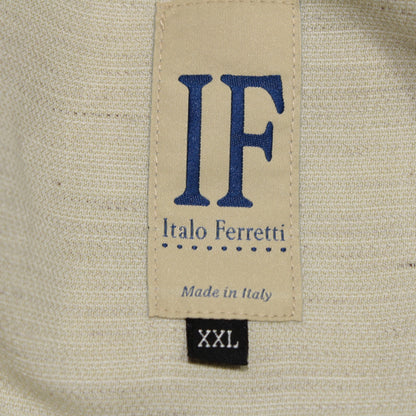 IF
Italo Ferretti
Made in Italy
XXL